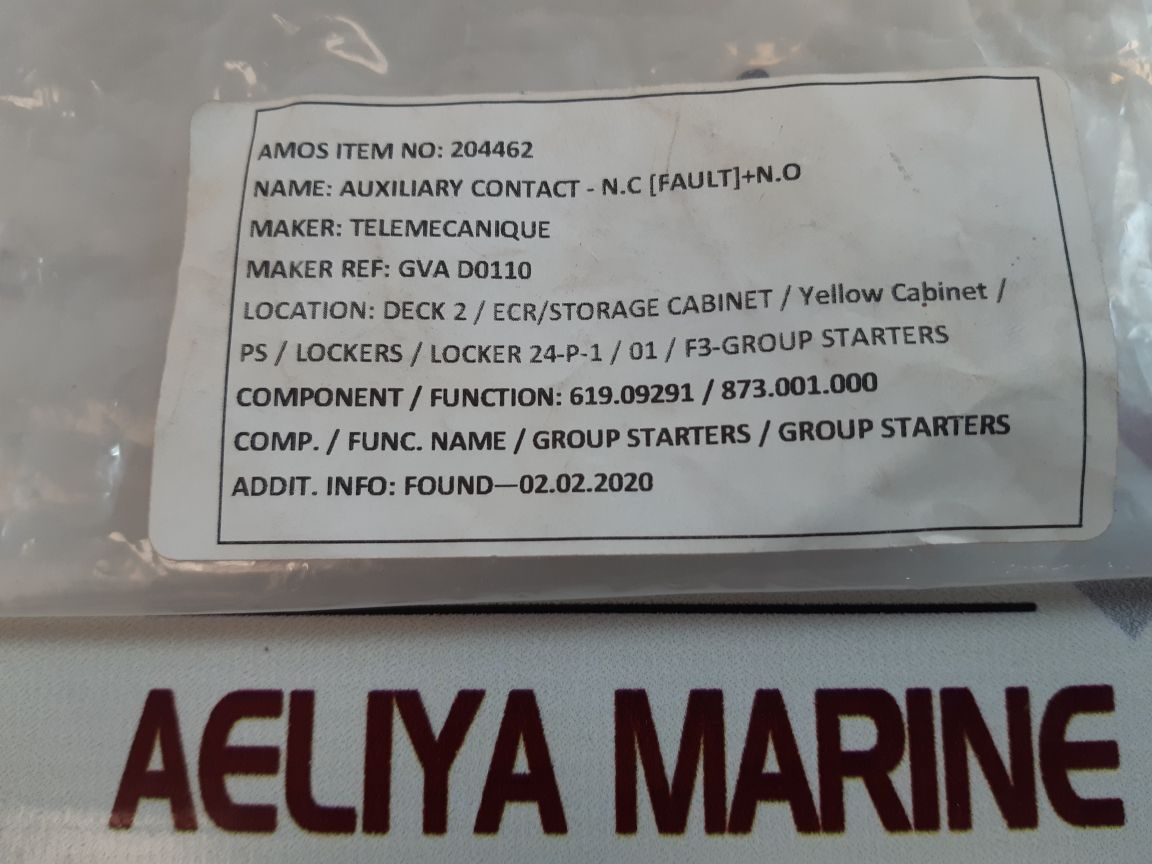 AMOS ITEM NO: 204462
NAME: AUXILIARY CONTACT - N.C [FAULT]+N.O
MAKER: TELEMECANIQUE
MAKER REF: GVA D0110
LOCATION: DECK 2 / ECR/STORAGE CABINET / Yellow Cabinet /
PS / LOCKERS / LOCKER 24-P-1 / 01 / F3-GROUP STARTERS
COMPONENT / FUNCTION: 619.09291 / 873.001.000
COMP. / FUNC. NAME / GROUP STARTERS / GROUP STARTERS
ADDIT. INFO: FOUND—02.02.2020
AELIYA MARINE